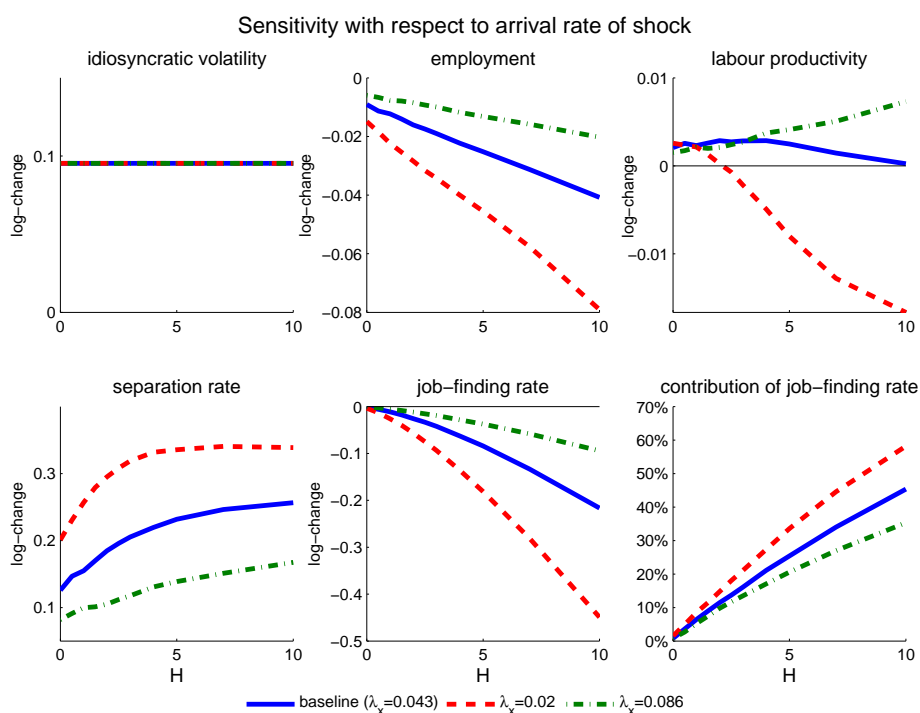 Sensitivity with respect to arrival rate of shock
idiosyncratic volatility
employment
labour productivity
log−change
0.1
0
0
5
10
log−change
0
−0.02
−0.04
−0.06
−0.08
0
5
10
log−change
0.01
0
−0.01
0
5
10
separation rate
job−finding rate
contribution of job−finding rate
log−change
0.3
0.2
0.1
0
5
10
H
log−change
0
−0.1
−0.2
−0.3
−0.4
−0.5
0
5
10
H
70%
60%
50%
40%
30%
20%
10%
0%
0
5
10
H
baseline (λx=0.043)
λx=0.02
λx=0.086